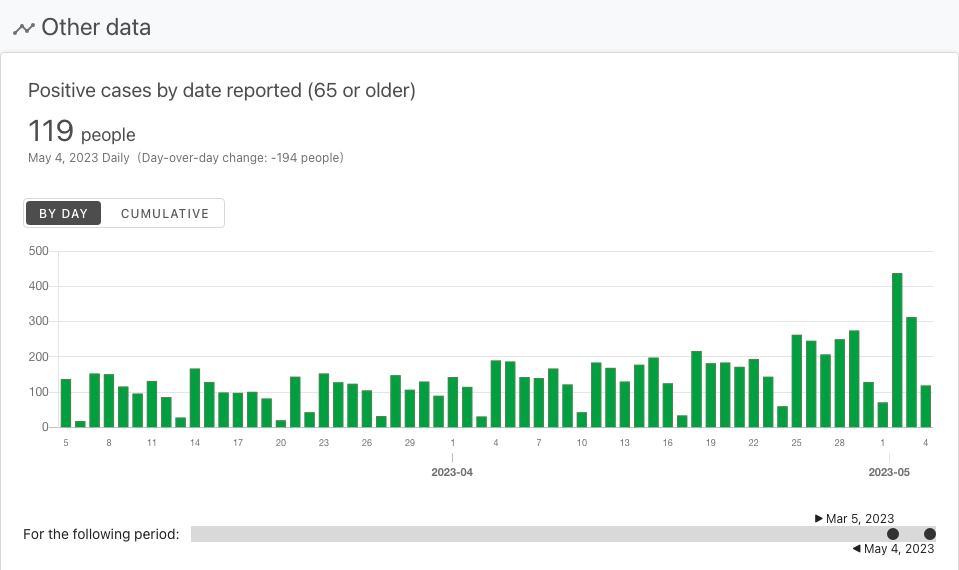 Other data
Positive cases by date reported (65 or older)
119 people
May 4, 2023 Daily (Day-over-day change: -194 people)
BY DAY CUMULATIVE
500
400
300
200
100
0
5 8 11 14 17 20 23 26 29 1 4 7 10 13 16 19 22 25 28 1 4
2023-04 2023-05
Mar 5, 2023
For the following period:
May 4, 2023